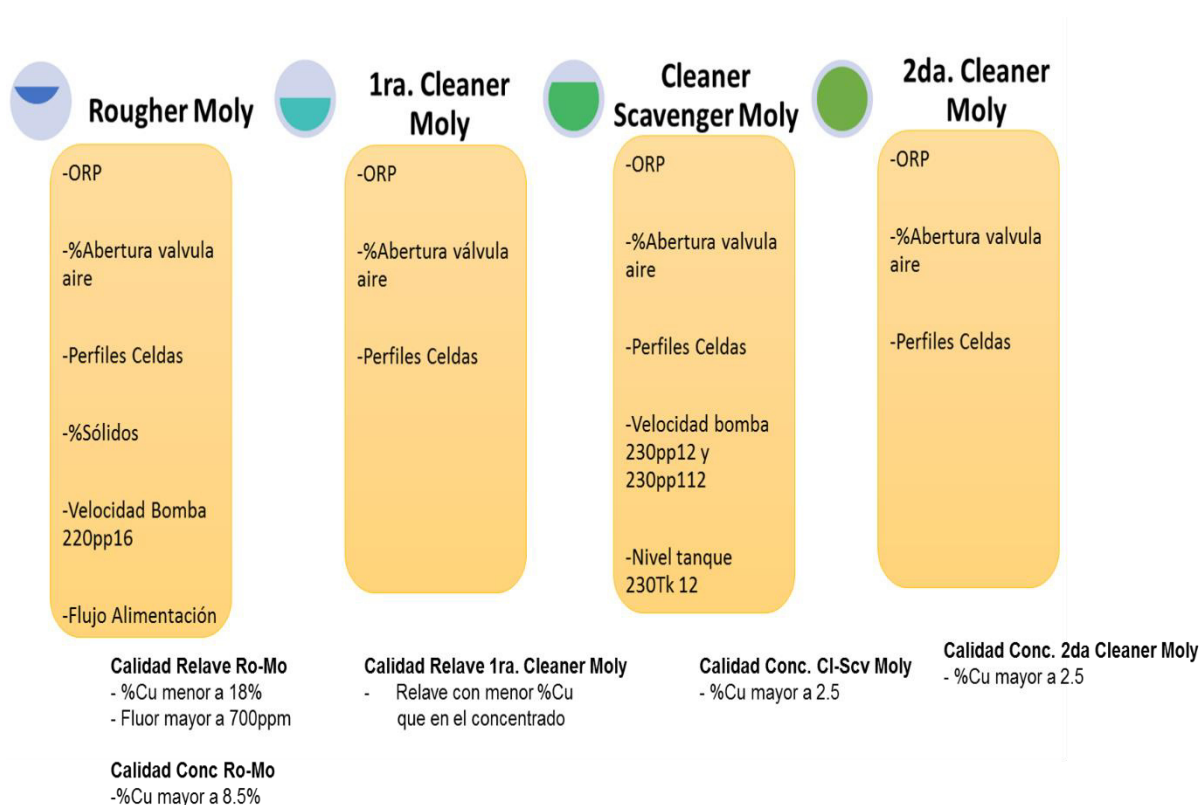 Rougher Moly
-ORP
-%Abertura valvula
aire
-Perfiles Celdas
-%Sólidos
-Velocidad Bomba
220pp16
-Flujo Alimentación
Calidad Relave Ro-Mo
- %Cu menor a 18%
- Fluor mayor a 700ppm
Calidad Conc Ro-Mo
-%Cu mayor a 8.5%
1ra. Cleaner
Moly
-ORP
-%Abertura válvula
aire
-Perfiles Celdas
Calidad Relave 1ra. Cleaner Moly
- Relave con menor %Cu
que en el concentrado
Cleaner
Scavenger Moly
-ORP
-%Abertura valvula
aire
-Perfiles Celdas
-Velocidad bomba
230pp12 y
230pp112
-Nivel tanque
230Tk 12
Calidad Conc. Cl-Scv Moly
- %Cu mayor a 2.5
2da. Cleaner
Moly
-ORP
-%Abertura valvula
aire
-Perfiles Celdas
Calidad Conc. 2da Cleaner Moly
- %Cu mayor a 2.5